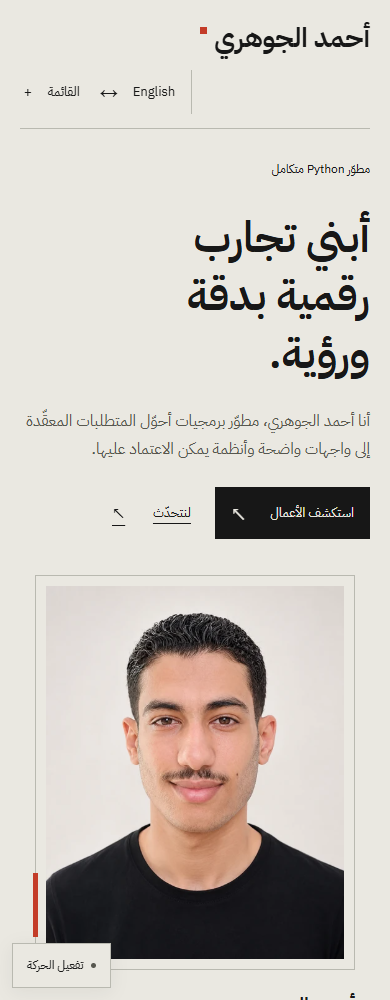 أحمد الجوهري
English ↔ القائمة +
مطوّر Python متكامل
أبني تجارب
رقمية بدقة
ورؤية.
أنا أحمد الجوهري، مطوّر برمجيات أحوّل المتطلبات المعقّدة
إلى واجهات واضحة وأنظمة يمكن الاعتماد عليها.
استكشف الأعمال ↖
لنتحدّث ↖
تفعيل الحركة